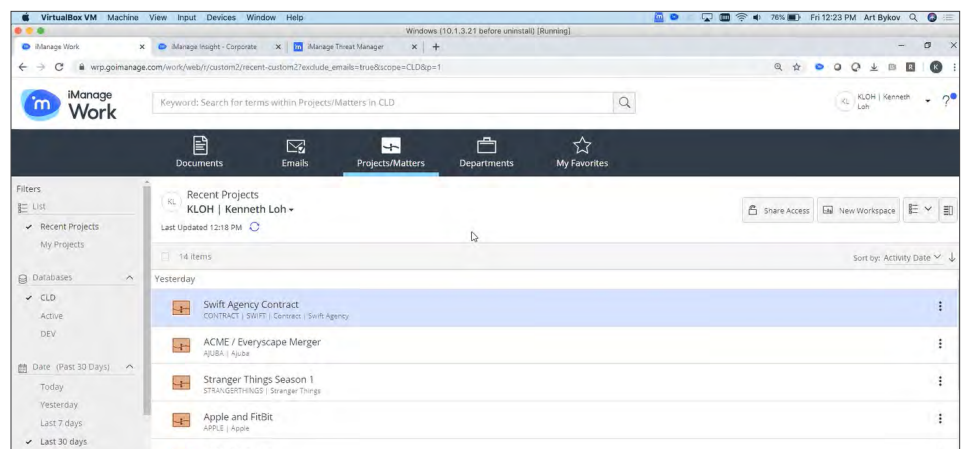 VirtualBox VM Machine View Input Devices Window Help 76% Fri 12:23 PM Art Bykov
Windows (10.1.3.21 before uninstall) [Running]
iManage Work iManage Insight - Corporate iManage Threat Manager
wrp.goimanage.com/work/web/r/custom2/recent-custom2?exclude_emails=true&scope=CLD&p=1
iManage Work
Keyword: Search for terms within Projects/Matters in CLD
KL KLOH | Kenneth Loh
Documents Emails Projects/Matters Departments My Favorites
Filters
List
Recent Projects
My Projects
Databases
CLD
Active
DEV
Date (Past 30 Days)
Today
Yesterday
Last 7 days
Last 30 days
KL Recent Projects
KLOH | Kenneth Loh
Last Updated 12:18 PM
Share Access New Workspace
14 items Sort by: Activity Date
Yesterday
Swift Agency Contract
CONTRACT | SWIFT | Contract | Swift Agency
ACME / Everyscape Merger
AJUBA | Ajuba
Stranger Things Season 1
STRANGERTHINGS | Stranger Things
Apple and FitBit
APPLE | Apple